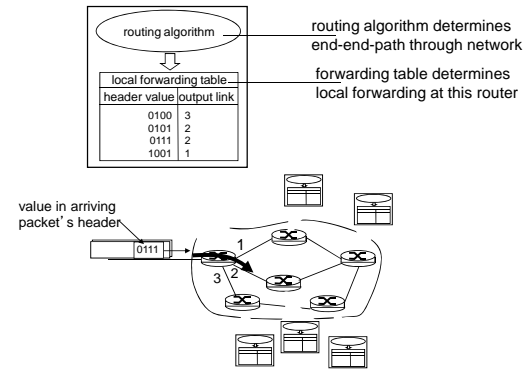 routing algorithm
routing algorithm determines
end-end-path through network
local forwarding table
header value output link
forwarding table determines
local forwarding at this router
0100 3
0101 2
0111 2
1001 1
value in arriving
packet's header
0111
1
2
3